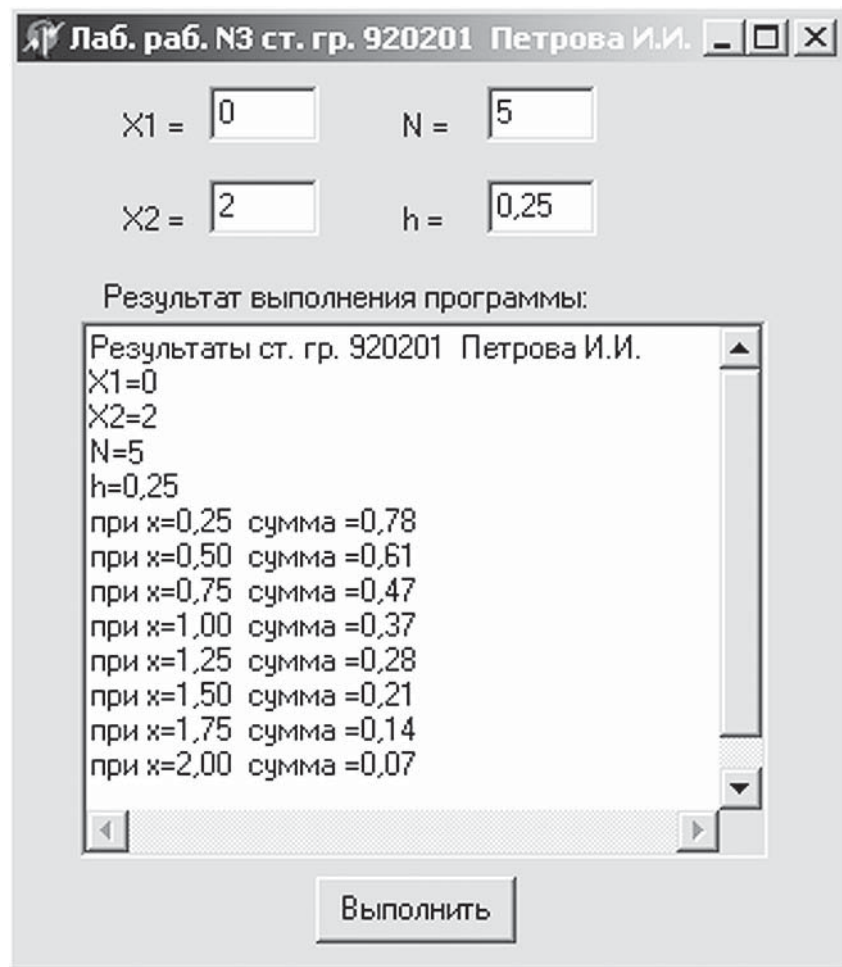 Лаб. раб. N3 ст. гр. 920201 Петрова И.И.
X1 = 0 N = 5
X2 = 2 h = 0,25
Результат выполнения программы:
Результаты ст. гр. 920201 Петрова И.И.
X1=0
X2=2
N=5
h=0,25
при x=0,25 сумма =0,78
при x=0,50 сумма =0,61
при x=0,75 сумма =0,47
при x=1,00 сумма =0,37
при x=1,25 сумма =0,28
при x=1,50 сумма =0,21
при x=1,75 сумма =0,14
при x=2,00 сумма =0,07
Выполнить